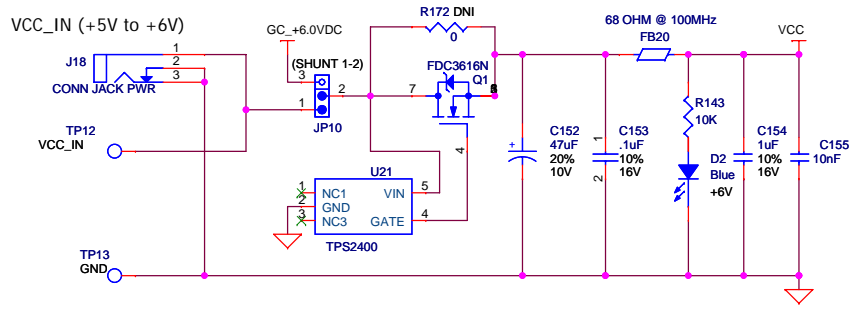 VCC_IN (+5V to +6V)
J18
1
2
3
CONN JACK PWR
TP12
VCC_IN
TP13
GND
GC_+6.0VDC
(SHUNT 1-2)
3
2
1
JP10
R172 DNI
0
FDC3616N
Q1
7
4
U21
1
NC1
VIN
5
2
GND
3
NC3
GATE
4
TPS2400
68 OHM @ 100MHz
FB20
VCC
+
C152
47uF
20%
10V
1
C153
.1uF
10%
16V
2
R143
10K
D2
Blue
+6V
C154
1uF
10%
16V
C155
10nF